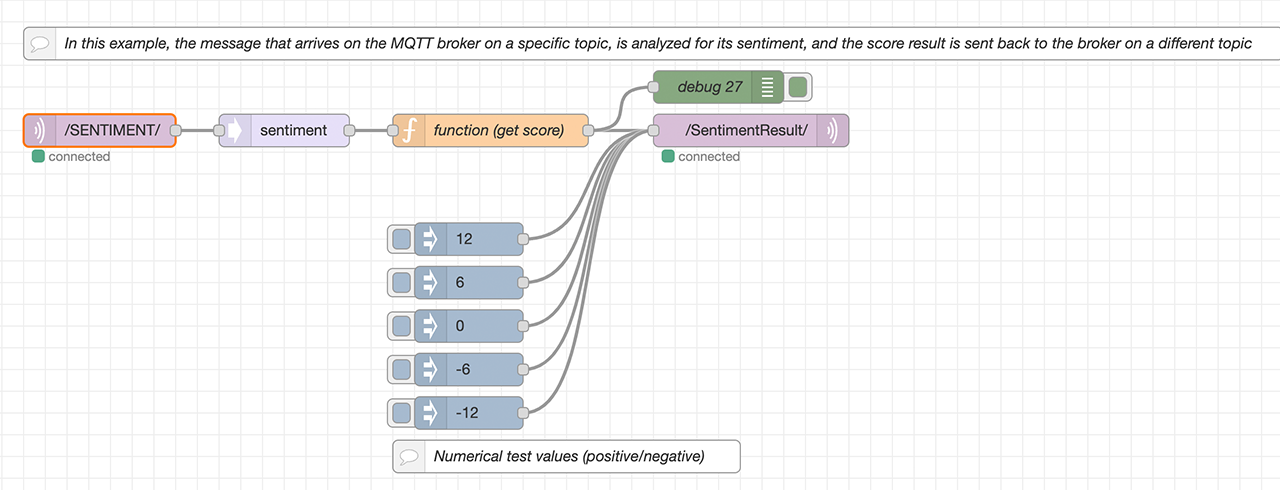 In this example, the message that arrives on the MQTT broker on a specific topic, is analyzed for its sentiment, and the score result is sent back to the broker on a different topic
debug 27
/SENTIMENT/
sentiment
function (get score)
/SentimentResult/
connected
connected
12
6
0
-6
-12
Numerical test values (positive/negative)